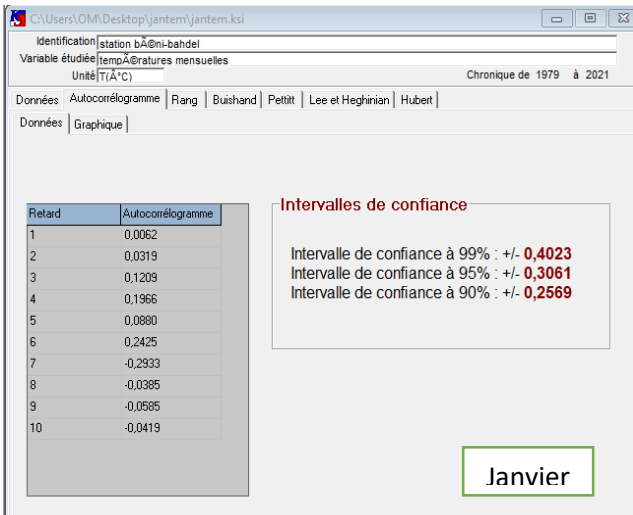 C:\Users\OM\Desktop\jantem\jantem.ksi
Identification station bÃ©ni-bahdel
Variable étudiée tempÃ©ratures mensuelles
Unité T(Â°C) Chronique de 1979 à 2021
Données Autocorrélogramme Rang Buishand Pettitt Lee et Heghinian Hubert
Données Graphique
Retard Autocorrélogramme
1 0,0062
2 0,0319
3 0,1209
4 0,1966
5 0,0880
6 0,2425
7 -0,2933
8 -0,0385
9 -0,0585
10 -0,0419
Intervalles de confiance
Intervalle de confiance à 99% : +/- 0,4023
Intervalle de confiance à 95% : +/- 0,3061
Intervalle de confiance à 90% : +/- 0,2569
Janvier